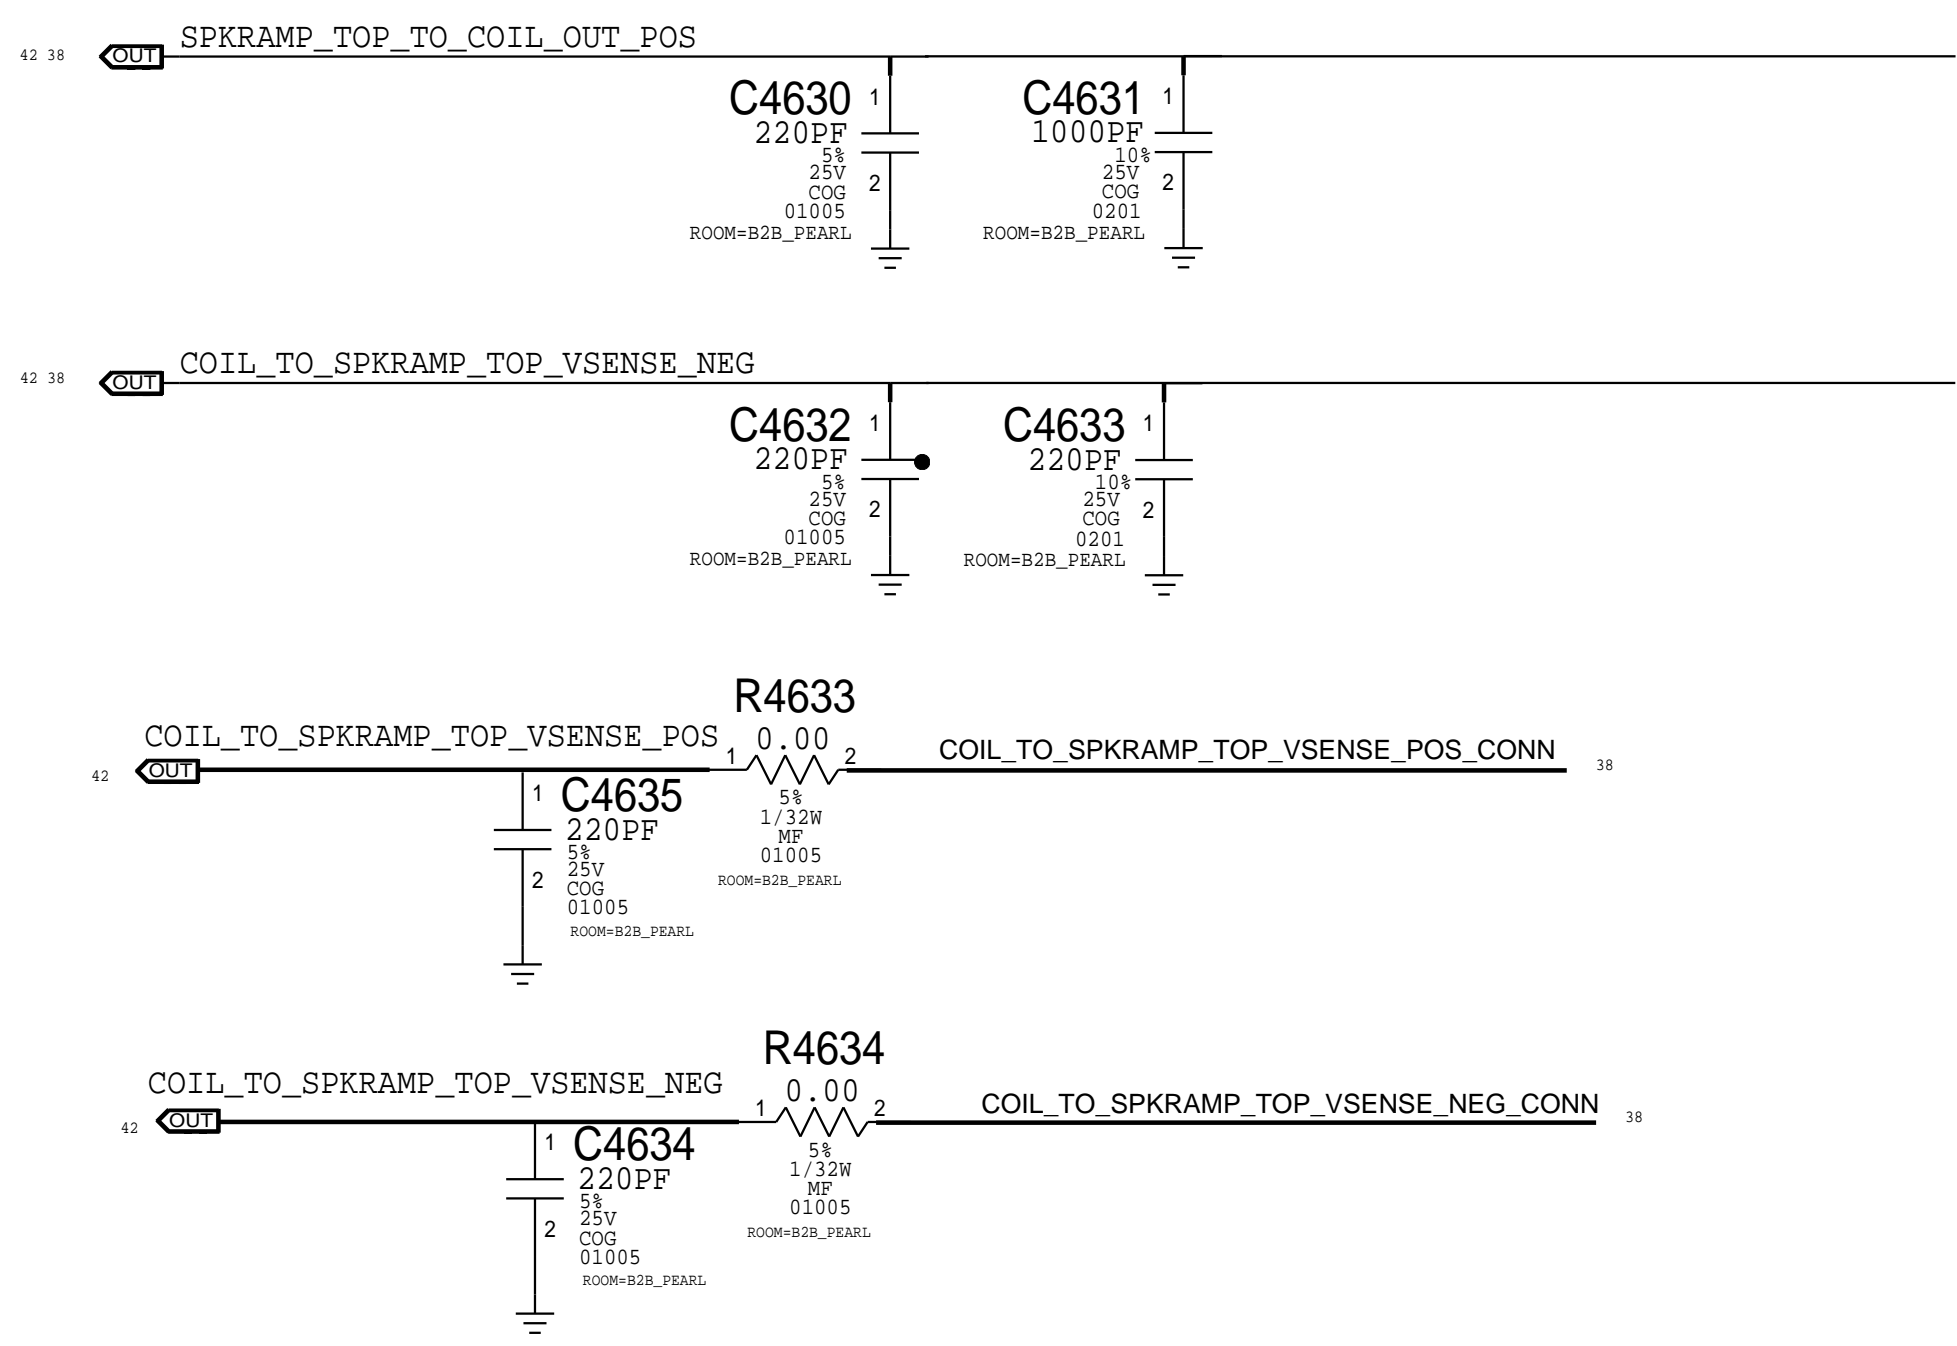 42 38 OUT SPKRAMP_TOP_TO_COIL_OUT_POS
C4630 1
220PF
5%
25V
COG
2
01005
ROOM=B2B_PEARL
C4631 1
1000PF
10%
25V
COG
2
0201
ROOM=B2B_PEARL
42 38 OUT COIL_TO_SPKRAMP_TOP_VSENSE_NEG
C4632 1
220PF
5%
25V
COG
2
01005
ROOM=B2B_PEARL
C4633 1
220PF
10%
25V
COG
2
0201
ROOM=B2B_PEARL
R4633
COIL_TO_SPKRAMP_TOP_VSENSE_POS 1 0.00 2 COIL_TO_SPKRAMP_TOP_VSENSE_POS_CONN 38
42 OUT
5%
1/32W
MF
01005
ROOM=B2B_PEARL
1 C4635
220PF
5%
25V
2 COG
01005
ROOM=B2B_PEARL
R4634
COIL_TO_SPKRAMP_TOP_VSENSE_NEG 1 0.00 2 COIL_TO_SPKRAMP_TOP_VSENSE_NEG_CONN 38
42 OUT
5%
1/32W
MF
01005
ROOM=B2B_PEARL
1 C4634
220PF
5%
25V
2 COG
01005
ROOM=B2B_PEARL